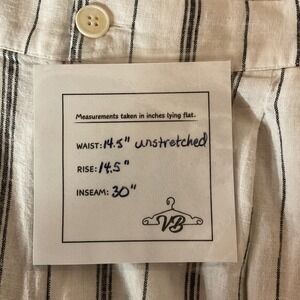 Measurements taken in inches lying flat.
WAIST: 14.5" unstretched
RISE: 14.5"
INSEAM: 30"
VB